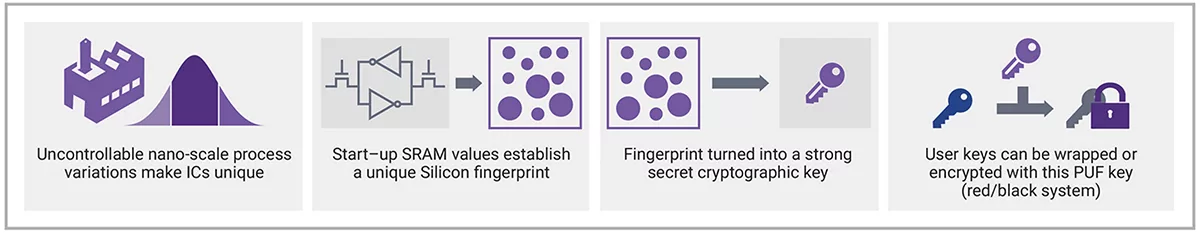 Uncontrollable nano-scale process
variations make ICs unique
Start–up SRAM values establish
a unique Silicon fingerprint
Fingerprint turned into a strong
secret cryptographic key
User keys can be wrapped or
encrypted with this PUF key
(red/black system)